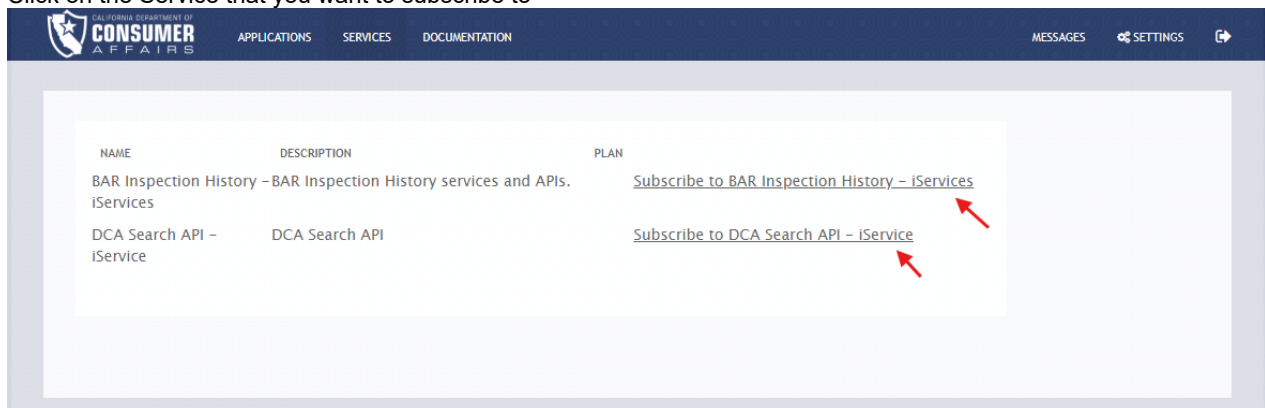 Click on the Service that you want to subscribe to
CALIFORNIA DEPARTMENT OF
CONSUMER
AFFAIRS
APPLICATIONS SERVICES DOCUMENTATION MESSAGES SETTINGS
NAME DESCRIPTION PLAN
BAR Inspection History – BAR Inspection History services and APIs. Subscribe to BAR Inspection History – iServices
iServices
DCA Search API – DCA Search API Subscribe to DCA Search API – iService
iService